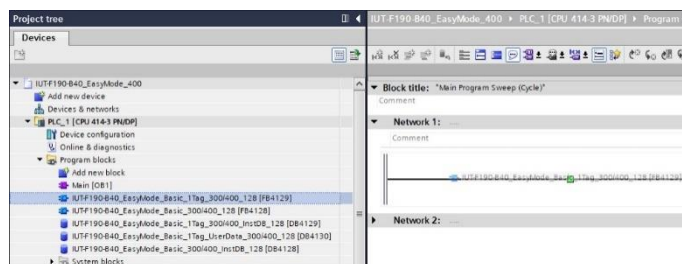 Project tree
Devices
IUT-F190-B40_EasyMode_400
Add new device
Devices & networks
PLC_1 [CPU 414-3 PN/DP]
Device configuration
Online & diagnostics
Program blocks
Add new block
Main [OB1]
IUT-F190-B40_EasyMode_Basic_1Tag_300/400_128 [FB4129]
IUT-F190-B40_EasyMode_Basic_300/400_128 [FB4128]
IUT-F190-B40_EasyMode_Basic_1Tag_300/400_InstDB_128 [DB4129]
IUT-F190-B40_EasyMode_Basic_1Tag_UserData_300/400_128 [DB4130]
IUT-F190-B40_EasyMode_Basic_300/400_InstDB_128 [DB4128]
System blocks
IUT-F190-B40_EasyMode_400 ▸ PLC_1 [CPU 414-3 PN/DP] ▸ Program
Block title: "Main Program Sweep (Cycle)"
Comment
Network 1: .....
Comment
IUT-F190-B40_EasyMode_Basic_1Tag_300/400_128 [FB4129]
Network 2: .....